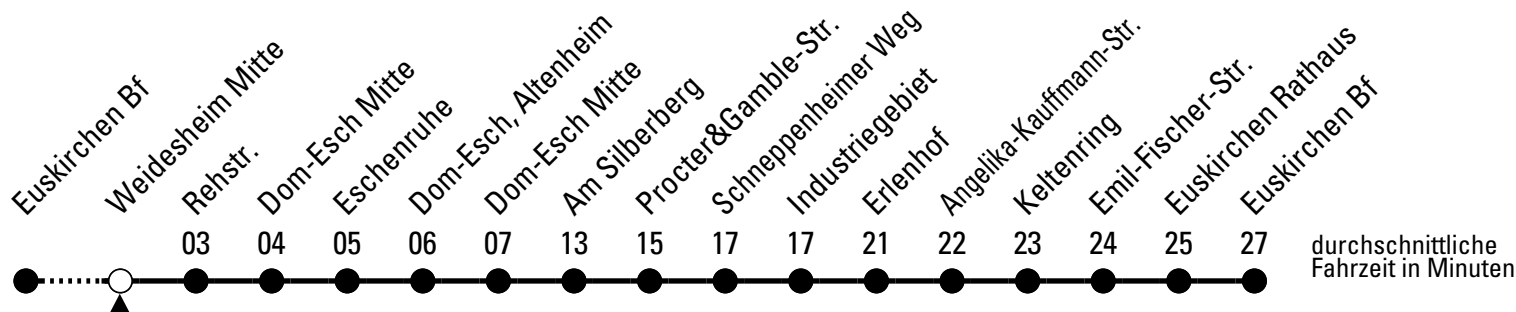 Euskirchen Bf
Weidesheim Mitte
Rehstr.
Dom-Esch Mitte
Eschenruhe
Dom-Esch, Altenheim
Dom-Esch Mitte
Am Silberberg
Procter&Gamble-Str.
Schneppenheimer Weg
Industriegebiet
Erlenhof
Angelika-Kauffmann-Str.
Keltenring
Emil-Fischer-Str.
Euskirchen Rathaus
Euskirchen Bf
03 04 05 06 07 13 15 17 17 21 22 23 24 25 27
durchschnittliche
Fahrzeit in Minuten